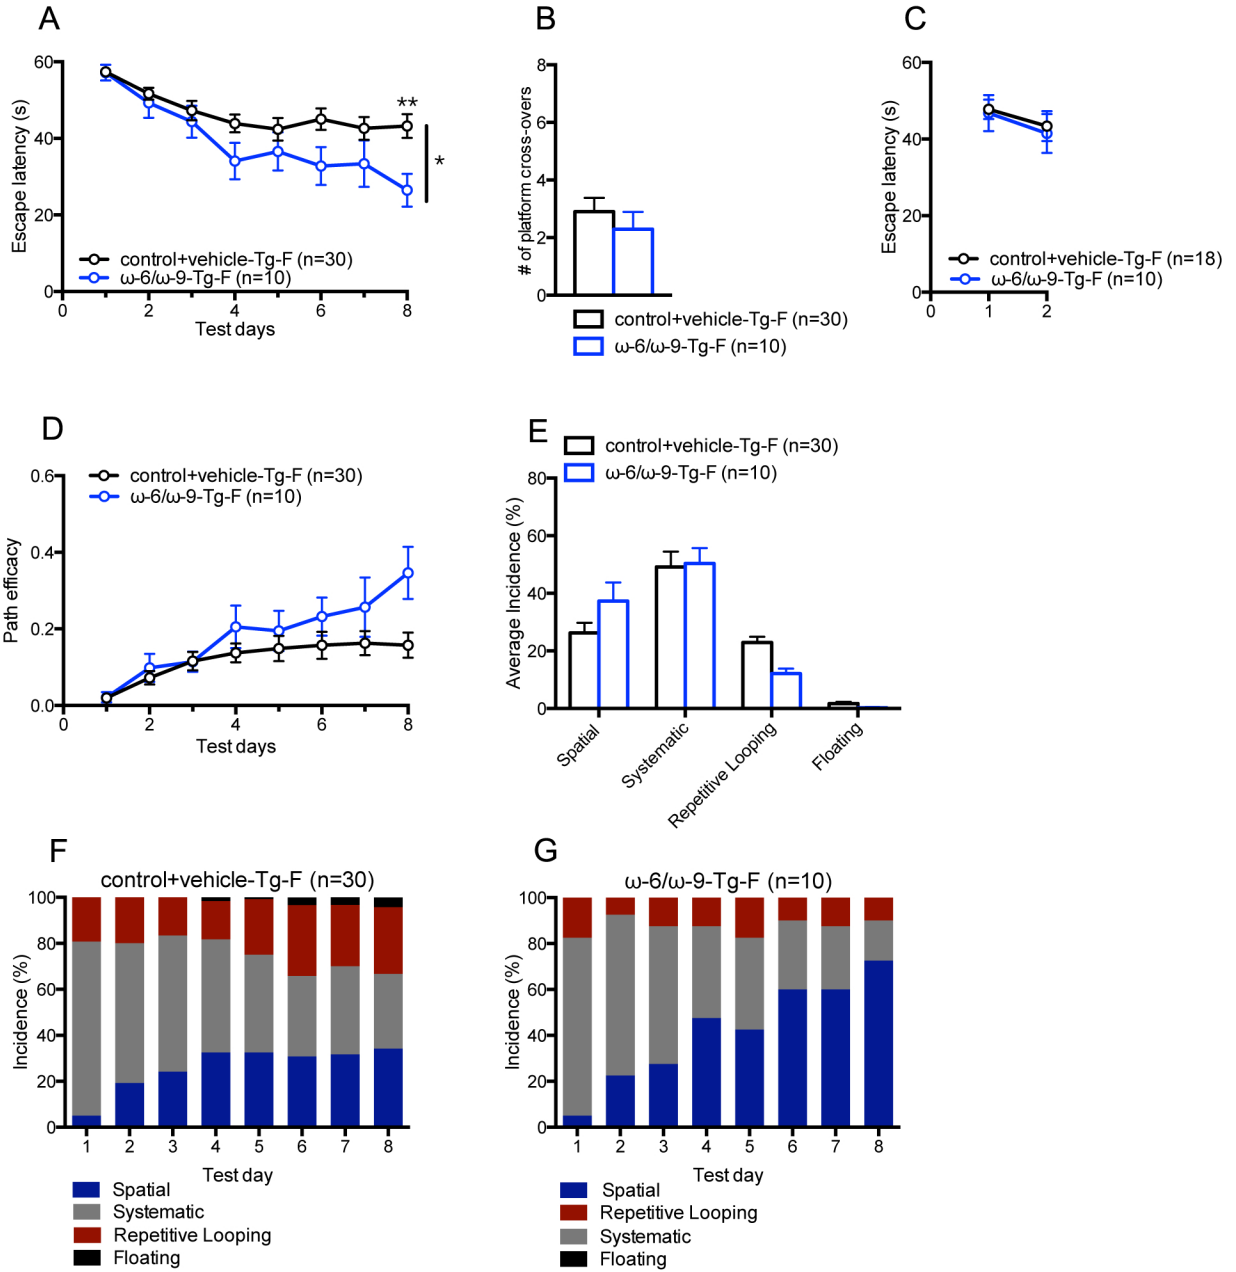 A
60
40
20
0
Escape latency (s)
**
*
control+vehicle-Tg-F (n=30)
ω-6/ω-9-Tg-F (n=10)
0 2 4 6 8
Test days
B
8
6
4
2
0
# of platform cross-overs
control+vehicle-Tg-F (n=30)
ω-6/ω-9-Tg-F (n=10)
C
60
40
20
0
Escape latency (s)
control+vehicle-Tg-F (n=18)
ω-6/ω-9-Tg-F (n=10)
0 1 2
D
0.6
0.4
0.2
0.0
Path efficacy
control+vehicle-Tg-F (n=30)
ω-6/ω-9-Tg-F (n=10)
0 2 4 6 8
Test days
E
control+vehicle-Tg-F (n=30)
ω-6/ω-9-Tg-F (n=10)
80
60
40
20
0
Average Incidence (%)
Spatial
Systematic
Repetitive Looping
Floating
F
control+vehicle-Tg-F (n=30)
100
80
60
40
20
0
Incidence (%)
1 2 3 4 5 6 7 8
Test day
Spatial
Systematic
Repetitive Looping
Floating
G
ω-6/ω-9-Tg-F (n=10)
100
80
60
40
20
0
Incidence (%)
1 2 3 4 5 6 7 8
Test day
Spatial
Repetitive Looping
Systematic
Floating